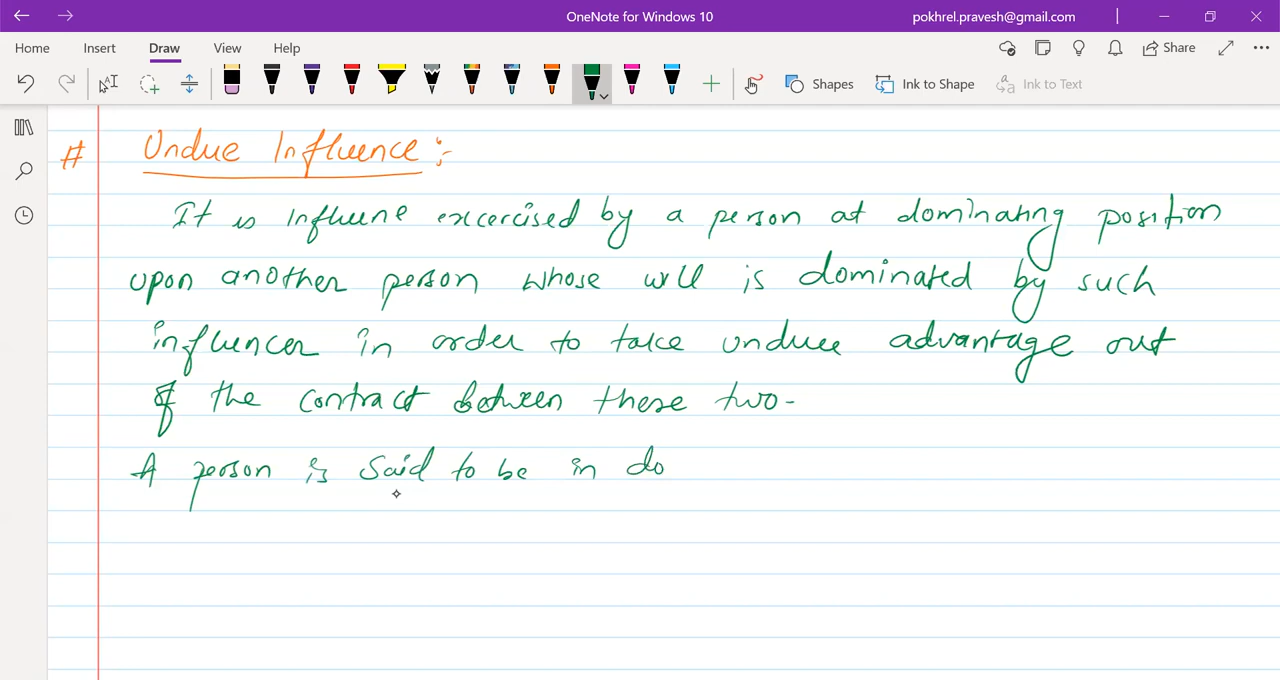 OneNote for Windows 10
pokhrel.pravesh@gmail.com
Home Insert Draw View Help
Share
Shapes Ink to Shape Ink to Text
# Undue Influence :-
It is Influene excercised by a person at dominating position
upon another person whose will is dominated by such
influencer in order to take undue advantage out
of the contract between these two-
A person is said to be in do